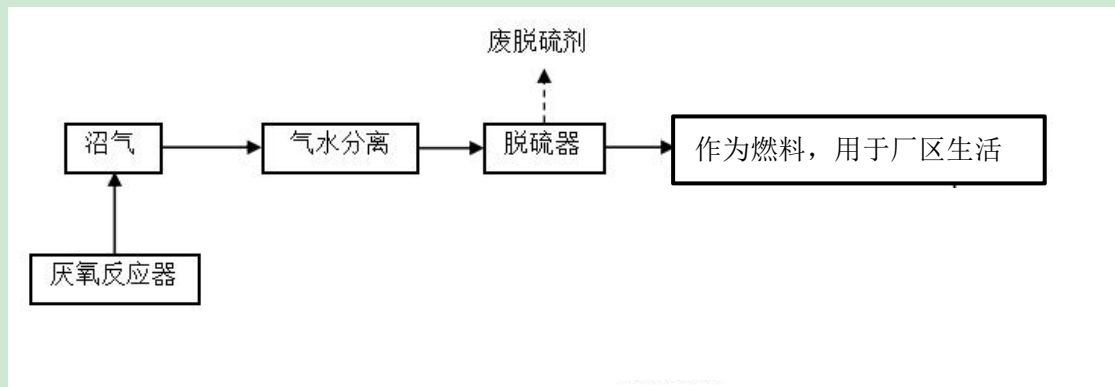 废脱硫剂
沼气
气水分离
脱硫器
作为燃料，用于厂区生活
厌氧反应器